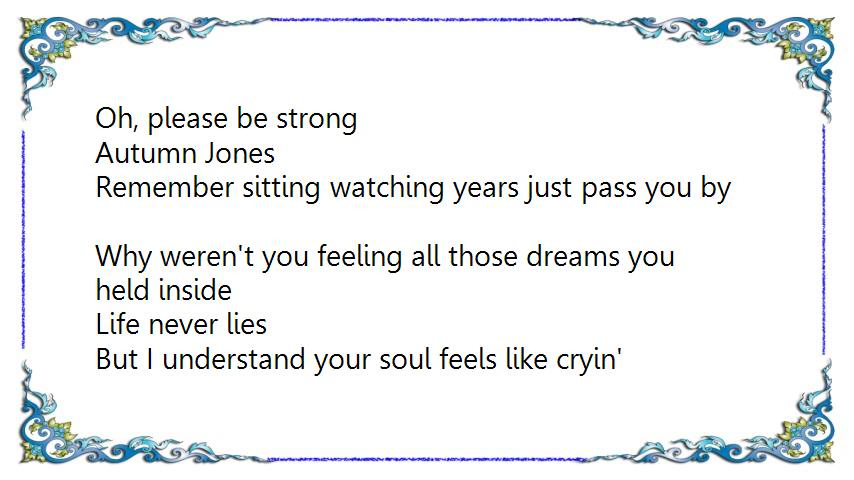 Oh, please be strong
Autumn Jones
Remember sitting watching years just pass you by
Why weren't you feeling all those dreams you
held inside
Life never lies
But I understand your soul feels like cryin'